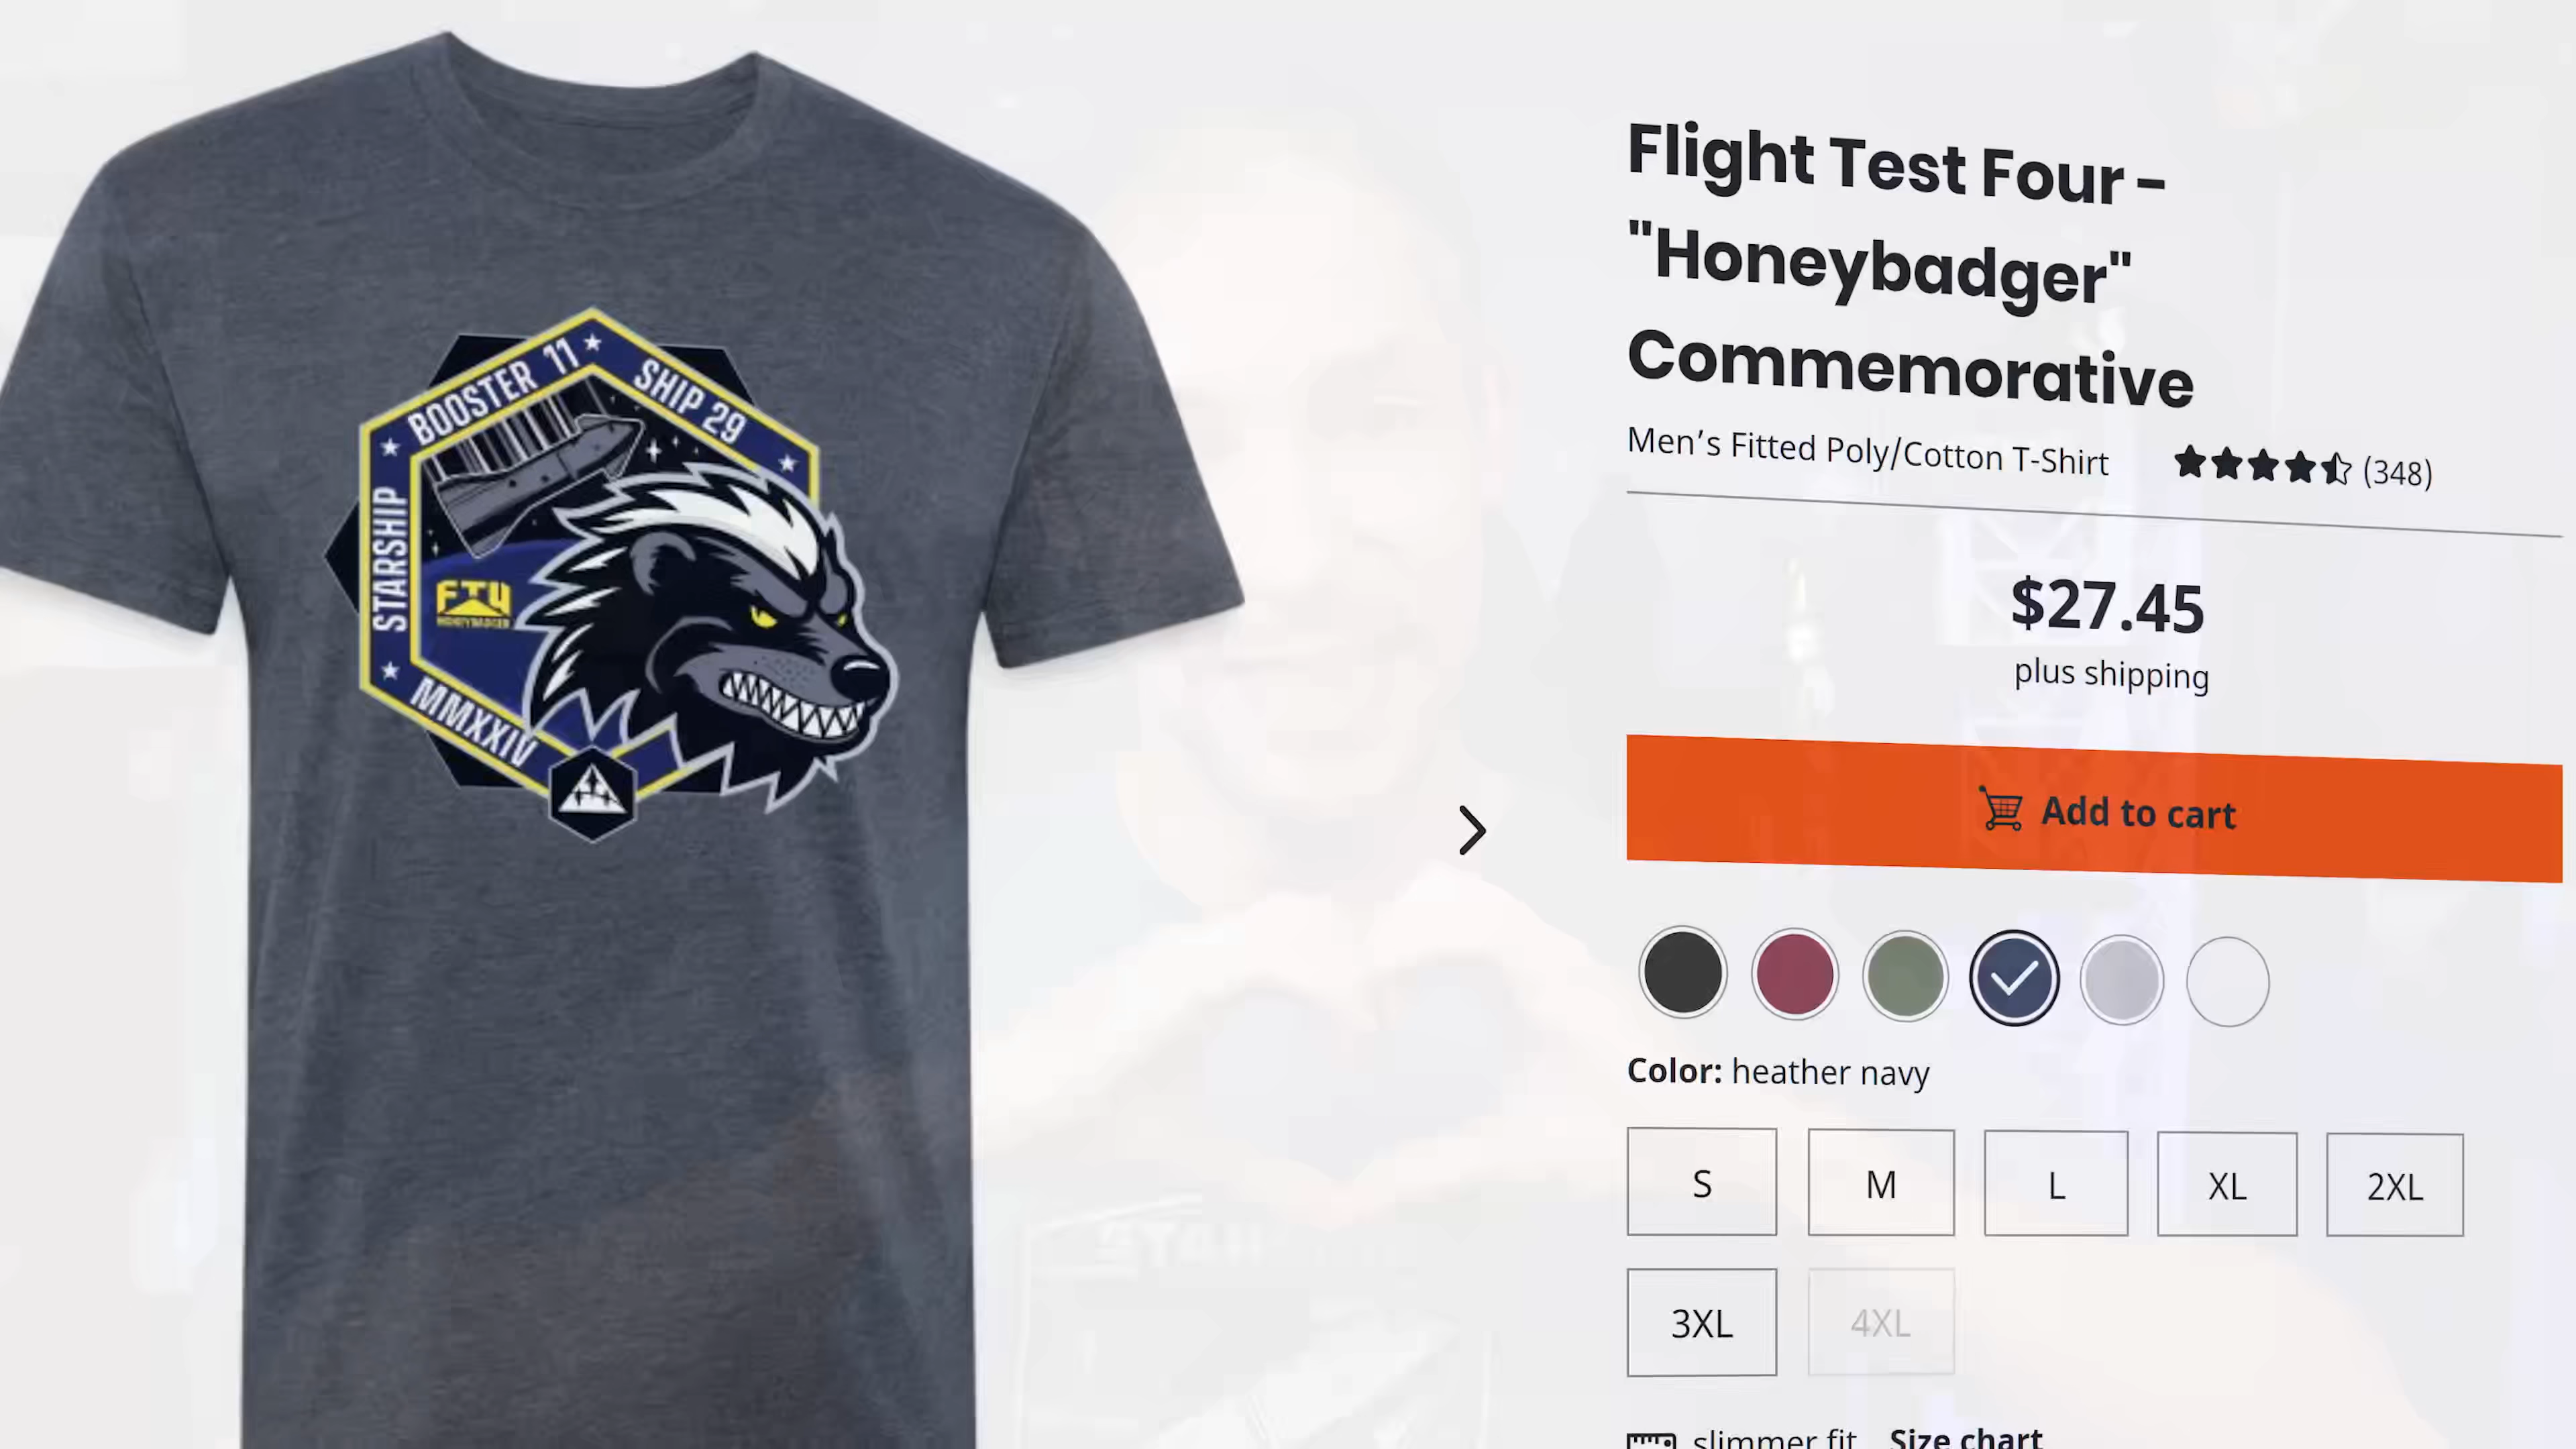 BOOSTER 11
SHIP 29
STARSHIP
FT4
HONEYBADGER
MMXXIV
Flight Test Four -
"Honeybadger"
Commemorative
Men's Fitted Poly/Cotton T-Shirt (348)
$27.45
plus shipping
Add to cart
Color: heather navy
S M L XL 2XL
3XL 4XL
slimmer fit Size chart